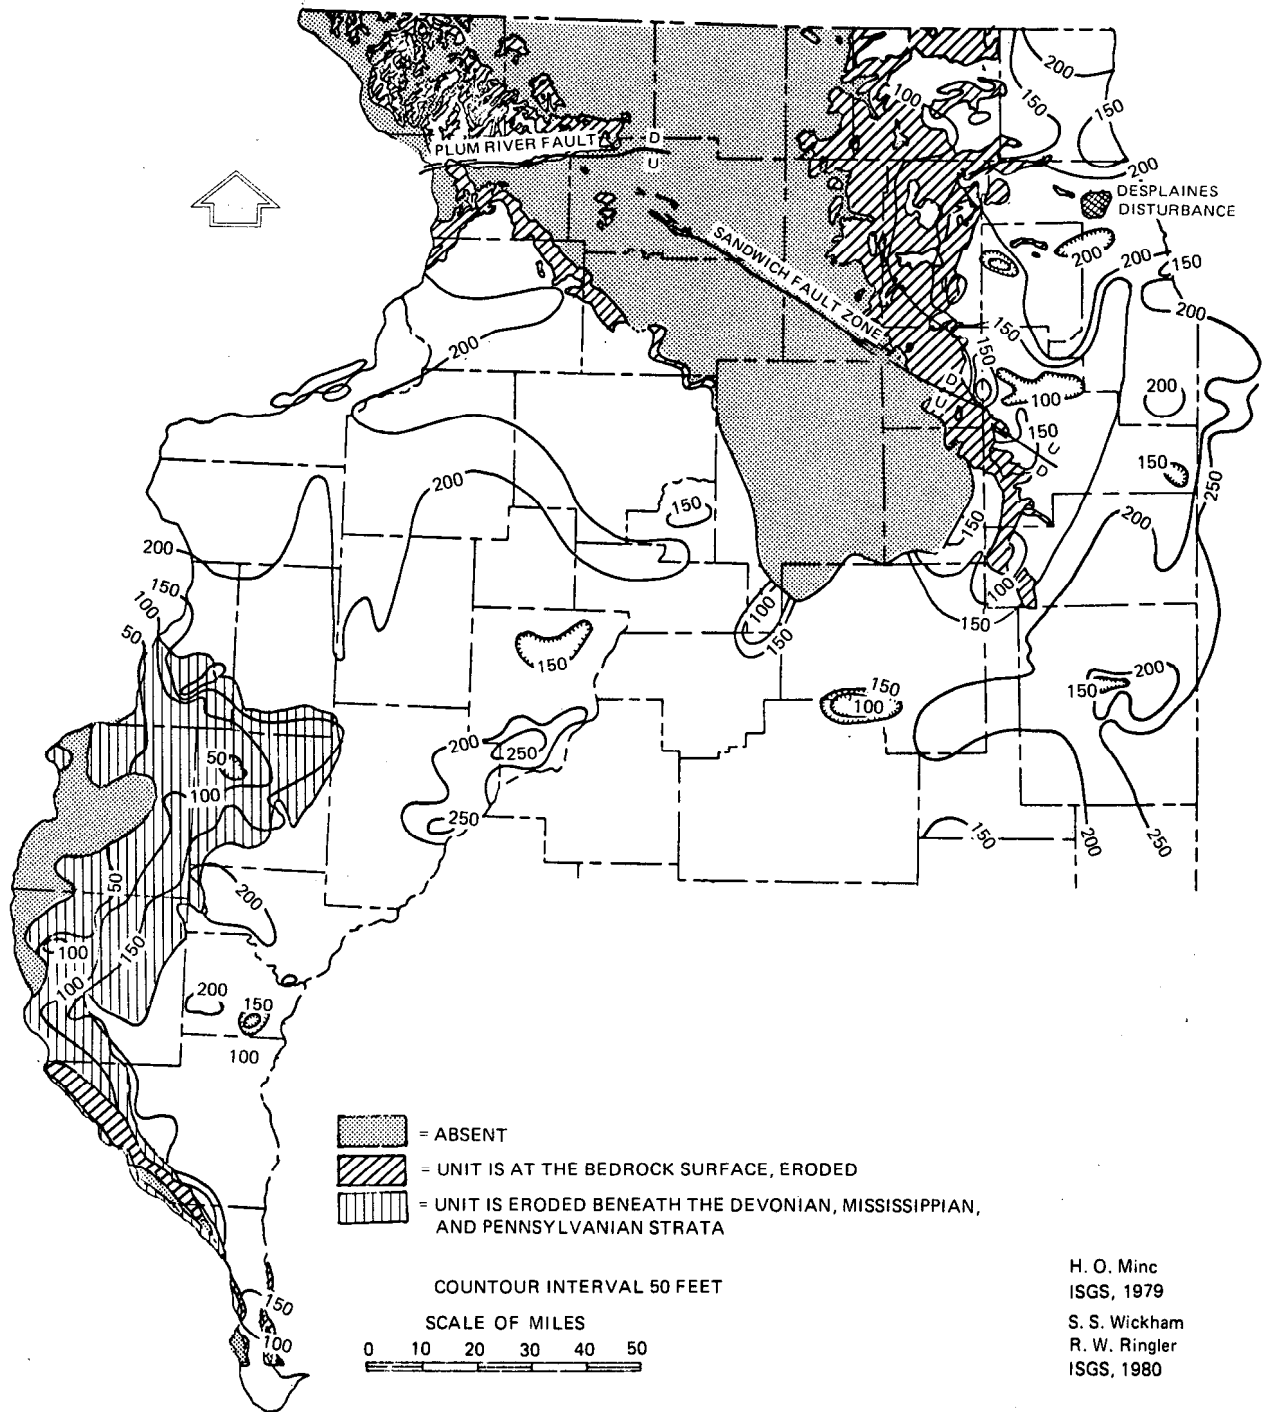 200
150
150
100
PLUM RIVER FAULT
D
U
200
DESPLAINES
DISTURBANCE
SANDWICH FAULT ZONE
200
200
150
200
200
150
150
D
U
100
200
150
U
D
200
150
250
150
200
150
200
100
150
200
150
100
50
100
150
150
150
200
150
150
100
200
250
50
100
250
150
200
250
50
200
100
150
100
200
150
100
= ABSENT
= UNIT IS AT THE BEDROCK SURFACE, ERODED
= UNIT IS ERODED BENEATH THE DEVONIAN, MISSISSIPPIAN,
AND PENNSYLVANIAN STRATA
COUNTOUR INTERVAL 50 FEET
SCALE OF MILES
0 10 20 30 40 50
150
100
H. O. Minc
ISGS, 1979
S. S. Wickham
R. W. Ringler
ISGS, 1980